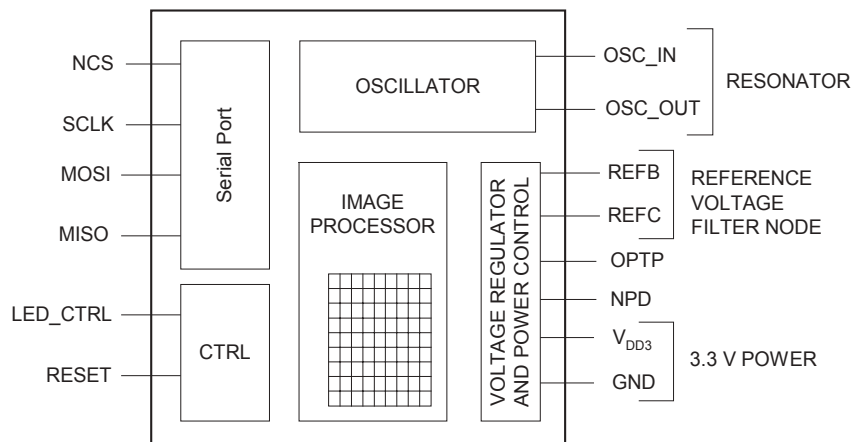 NCS
SCLK
MOSI
MISO
LED_CTRL
RESET
Serial Port
CTRL
OSCILLATOR
IMAGE
PROCESSOR
VOLTAGE REGULATOR
AND POWER CONTROL
OSC_IN
OSC_OUT
RESONATOR
REFB
REFC
REFERENCE
VOLTAGE
FILTER NODE
OPTP
NPD
VDD3
GND
3.3 V POWER